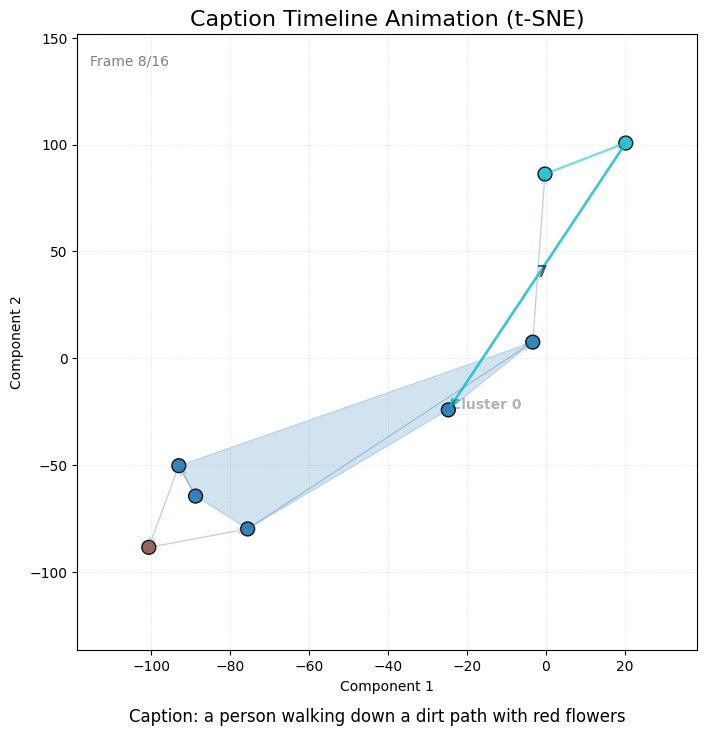 Caption Timeline Animation (t-SNE)
Frame 8/16
150
100
50
0
−50
−100
Component 2
7
Cluster 0
−100
−80
−60
−40
−20
0
20
Component 1
Caption: a person walking down a dirt path with red flowers